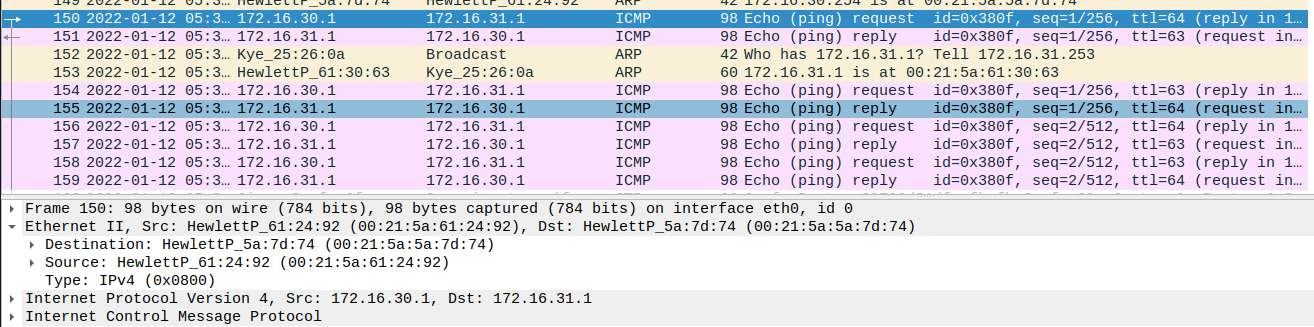 149 2022-01-12 05:3… HewlettP_5a:7d:74 HewlettP_61:24:92 ARP 42 172.16.30.254 is at 00:21:5a:5a:7d:74
150 2022-01-12 05:3… 172.16.30.1 172.16.31.1 ICMP 98 Echo (ping) request id=0x380f, seq=1/256, ttl=64 (reply in 1…
151 2022-01-12 05:3… 172.16.31.1 172.16.30.1 ICMP 98 Echo (ping) reply id=0x380f, seq=1/256, ttl=63 (request in…
152 2022-01-12 05:3… Kye_25:26:0a Broadcast ARP 42 Who has 172.16.31.1? Tell 172.16.31.253
153 2022-01-12 05:3… HewlettP_61:30:63 Kye_25:26:0a ARP 60 172.16.31.1 is at 00:21:5a:61:30:63
154 2022-01-12 05:3… 172.16.30.1 172.16.31.1 ICMP 98 Echo (ping) request id=0x380f, seq=1/256, ttl=63 (reply in 1…
155 2022-01-12 05:3… 172.16.31.1 172.16.30.1 ICMP 98 Echo (ping) reply id=0x380f, seq=1/256, ttl=64 (request in…
156 2022-01-12 05:3… 172.16.30.1 172.16.31.1 ICMP 98 Echo (ping) request id=0x380f, seq=2/512, ttl=64 (reply in 1…
157 2022-01-12 05:3… 172.16.31.1 172.16.30.1 ICMP 98 Echo (ping) reply id=0x380f, seq=2/512, ttl=63 (request in…
158 2022-01-12 05:3… 172.16.30.1 172.16.31.1 ICMP 98 Echo (ping) request id=0x380f, seq=2/512, ttl=63 (reply in 1…
159 2022-01-12 05:3… 172.16.31.1 172.16.30.1 ICMP 98 Echo (ping) reply id=0x380f, seq=2/512, ttl=64 (request in…
Frame 150: 98 bytes on wire (784 bits), 98 bytes captured (784 bits) on interface eth0, id 0
Ethernet II, Src: HewlettP_61:24:92 (00:21:5a:61:24:92), Dst: HewlettP_5a:7d:74 (00:21:5a:5a:7d:74)
Destination: HewlettP_5a:7d:74 (00:21:5a:5a:7d:74)
Source: HewlettP_61:24:92 (00:21:5a:61:24:92)
Type: IPv4 (0x0800)
Internet Protocol Version 4, Src: 172.16.30.1, Dst: 172.16.31.1
Internet Control Message Protocol